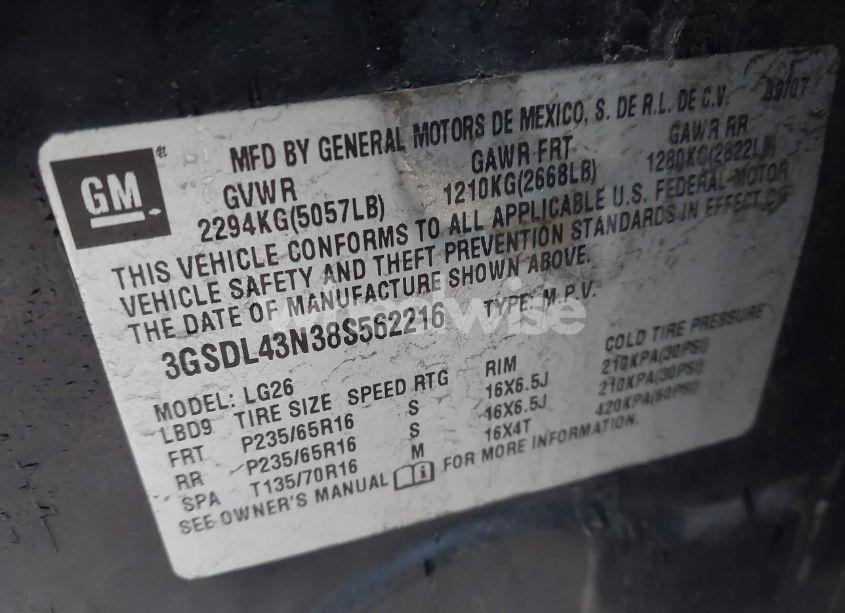 GM
MFD BY GENERAL MOTORS DE MEXICO, S. DE R.L. DE C.V. 09/07
GVWR GAWR FRT GAWR RR
2294KG(5057LB) 1210KG(2668LB) 1280KG(2822LB)
THIS VEHICLE CONFORMS TO ALL APPLICABLE U.S. FEDERAL MOTOR
VEHICLE SAFETY AND THEFT PREVENTION STANDARDS IN EFFECT ON
THE DATE OF MANUFACTURE SHOWN ABOVE.
3GSDL43N38S562216 TYPE: M.P.V.
MODEL: LG26
LBD9 TIRE SIZE SPEED RTG RIM COLD TIRE PRESSURE
FRT P235/65R16 S 16X6.5J 210KPA(30PSI)
RR P235/65R16 S 16X6.5J 210KPA(30PSI)
SPA T135/70R16 M 16X4T 420KPA(60PSI)
SEE OWNER'S MANUAL FOR MORE INFORMATION.